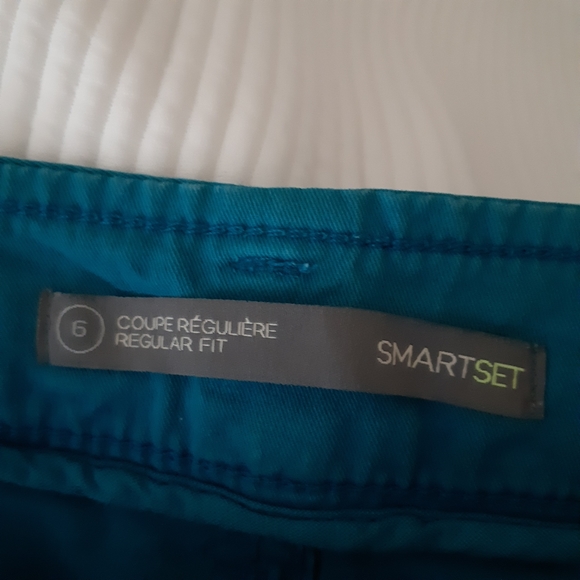 6
COUPE RÉGULIÈRE
REGULAR FIT
SMARTSET